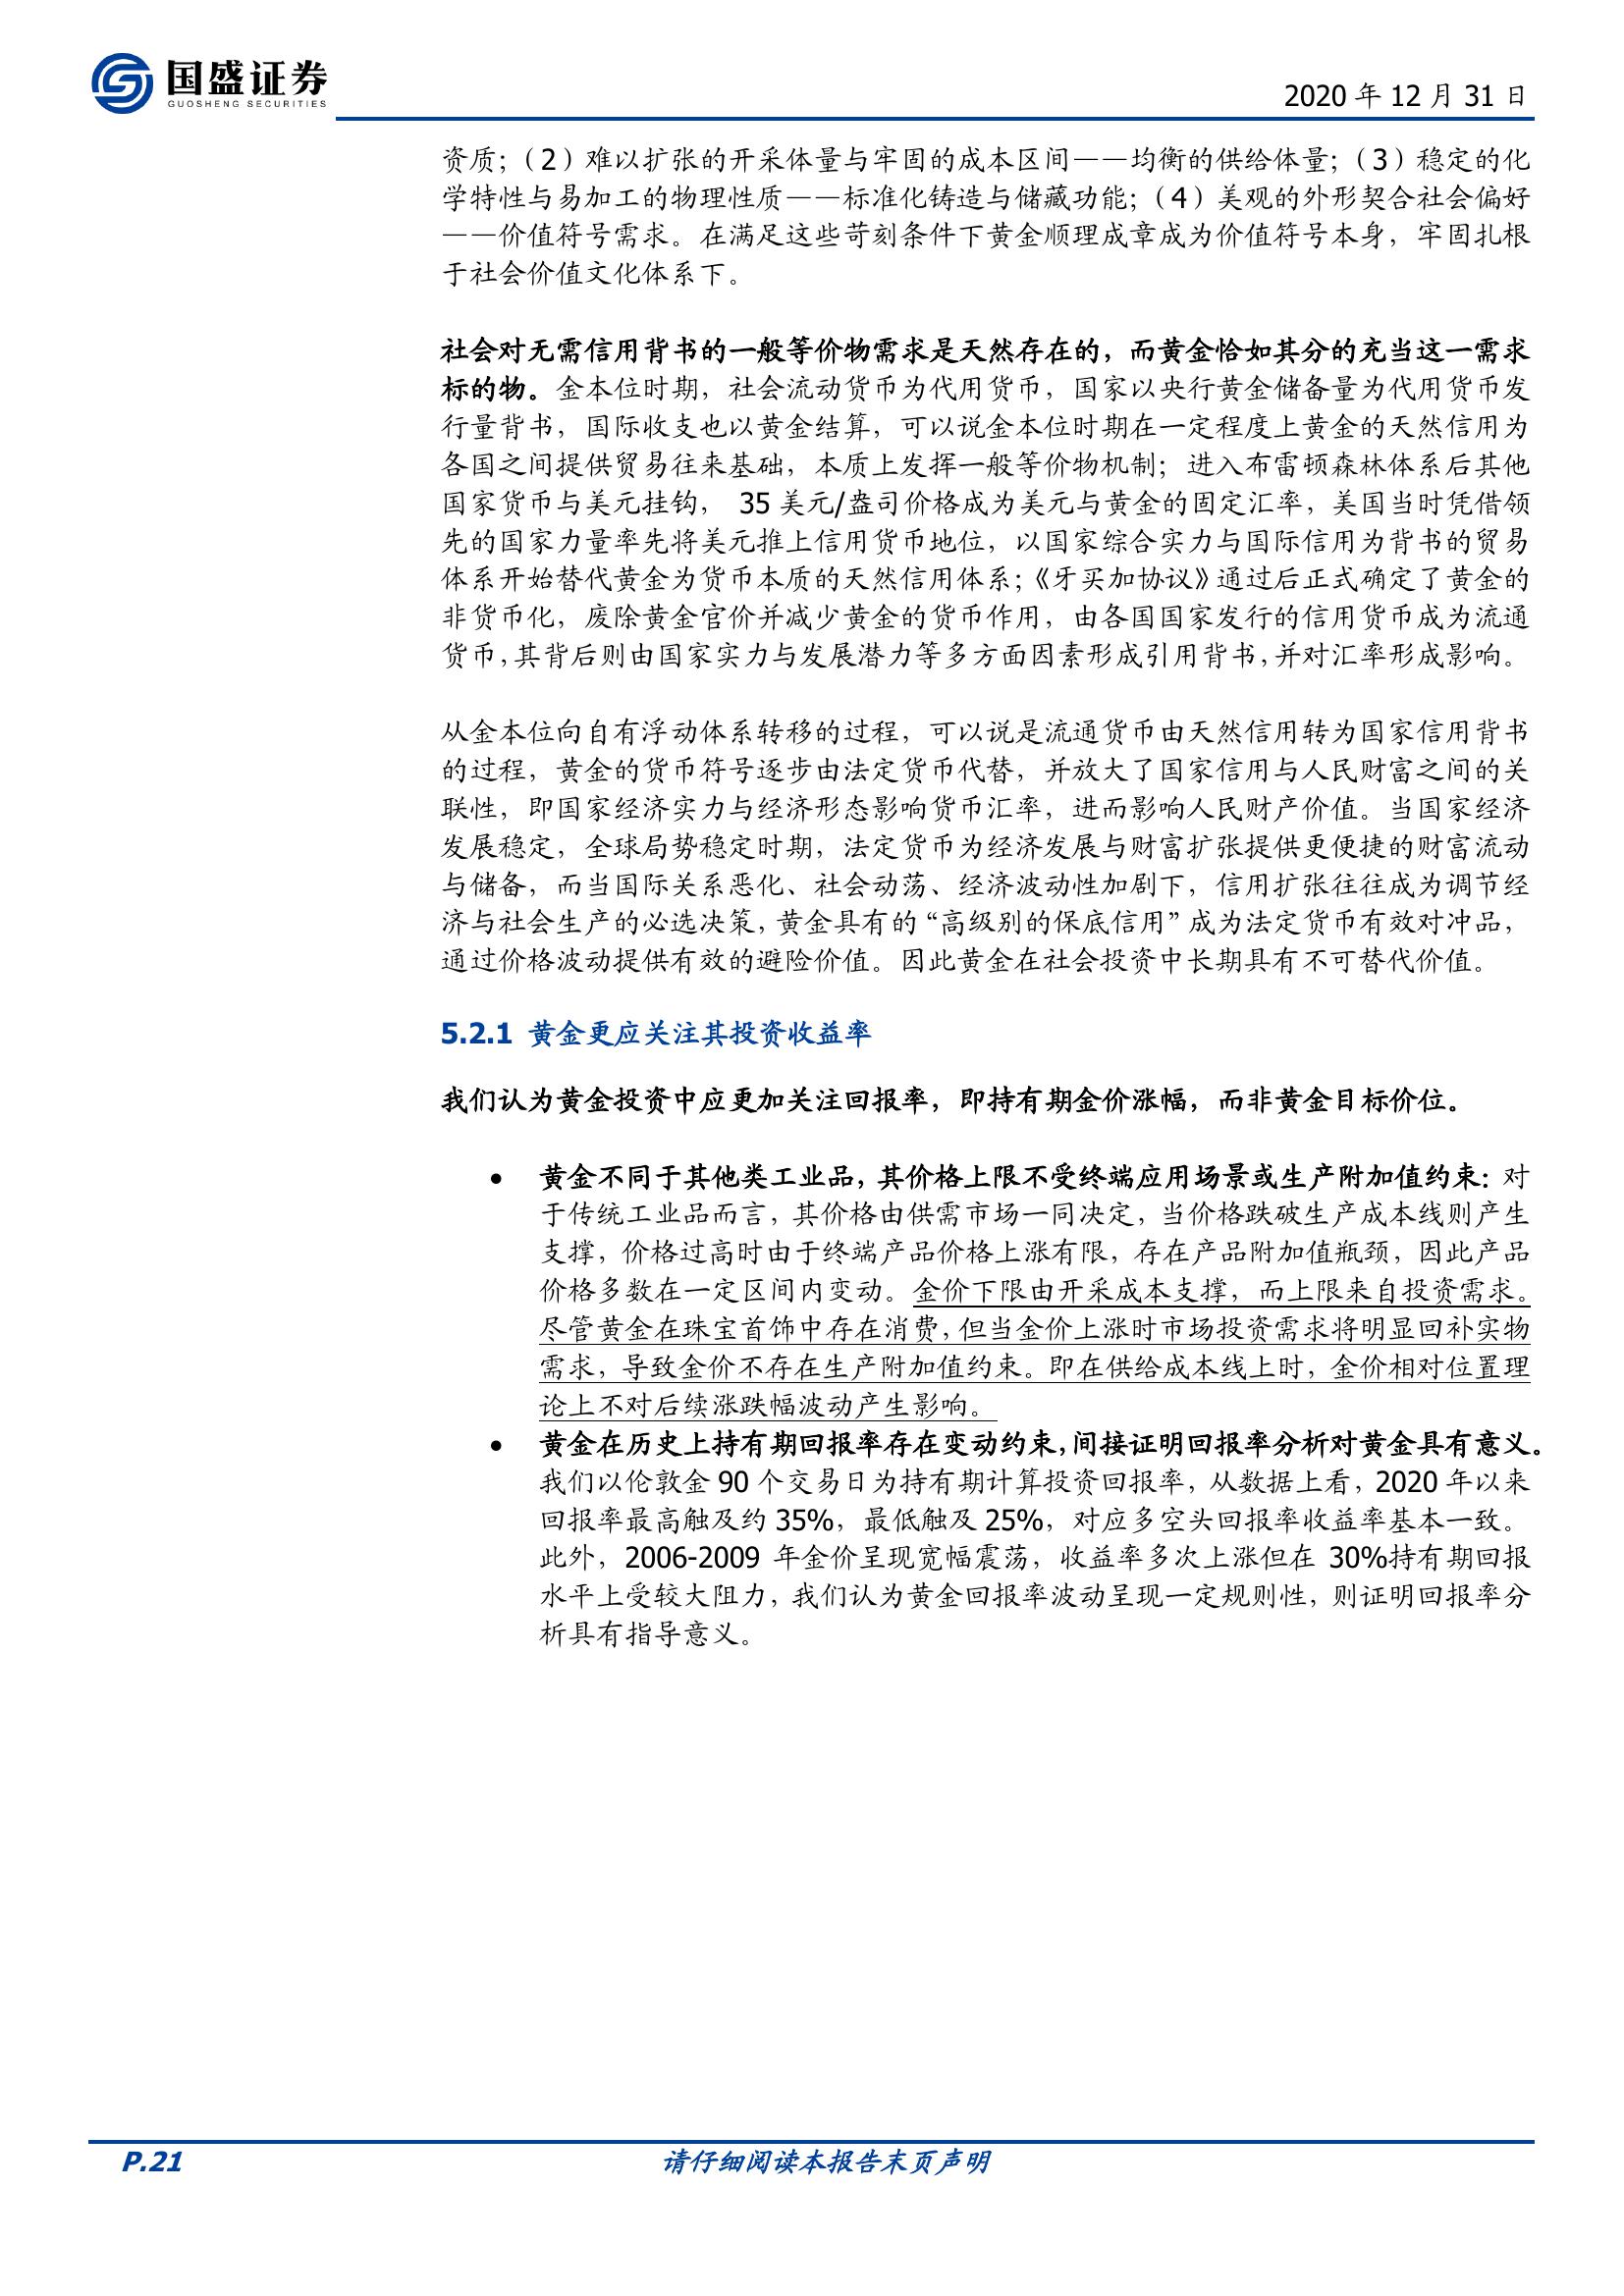 国盛证券
GUOSHENG SECURITIES
2020 年 12 月 31 日
资质；（2）难以扩张的开采体量与牢固的成本区间——均衡的供给体量；（3）稳定的化
学特性与易加工的物理性质——标准化铸造与储藏功能；（4）美观的外形契合社会偏好
——价值符号需求。在满足这些苛刻条件下黄金顺理成章成为价值符号本身，牢固扎根
于社会价值文化体系下。
社会对无需信用背书的一般等价物需求是天然存在的，而黄金恰如其分的充当这一需求
标的物。金本位时期，社会流动货币为代用货币，国家以央行黄金储备量为代用货币发
行量背书，国际收支也以黄金结算，可以说金本位时期在一定程度上黄金的天然信用为
各国之间提供贸易往来基础，本质上发挥一般等价物机制；进入布雷顿森林体系后其他
国家货币与美元挂钩， 35 美元/盎司价格成为美元与黄金的固定汇率，美国当时凭借领
先的国家力量率先将美元推上信用货币地位，以国家综合实力与国际信用为背书的贸易
体系开始替代黄金为货币本质的天然信用体系；《牙买加协议》通过后正式确定了黄金的
非货币化，废除黄金官价并减少黄金的货币作用，由各国国家发行的信用货币成为流通
货币，其背后则由国家实力与发展潜力等多方面因素形成引用背书，并对汇率形成影响。
从金本位向自有浮动体系转移的过程，可以说是流通货币由天然信用转为国家信用背书
的过程，黄金的货币符号逐步由法定货币代替，并放大了国家信用与人民财富之间的关
联性，即国家经济实力与经济形态影响货币汇率，进而影响人民财产价值。当国家经济
发展稳定，全球局势稳定时期，法定货币为经济发展与财富扩张提供更便捷的财富流动
与储备，而当国际关系恶化、社会动荡、经济波动性加剧下，信用扩张往往成为调节经
济与社会生产的必选决策，黄金具有的“高级别的保底信用”成为法定货币有效对冲品，
通过价格波动提供有效的避险价值。因此黄金在社会投资中长期具有不可替代价值。
5.2.1 黄金更应关注其投资收益率
我们认为黄金投资中应更加关注回报率，即持有期金价涨幅，而非黄金目标价位。
● 黄金不同于其他类工业品，其价格上限不受终端应用场景或生产附加值约束：对
于传统工业品而言，其价格由供需市场一同决定，当价格跌破生产成本线则产生
支撑，价格过高时由于终端产品价格上涨有限，存在产品附加值瓶颈，因此产品
价格多数在一定区间内变动。金价下限由开采成本支撑，而上限来自投资需求。
尽管黄金在珠宝首饰中存在消费，但当金价上涨时市场投资需求将明显回补实物
需求，导致金价不存在生产附加值约束。即在供给成本线上时，金价相对位置理
论上不对后续涨跌幅波动产生影响。
● 黄金在历史上持有期回报率存在变动约束，间接证明回报率分析对黄金具有意义。
我们以伦敦金 90 个交易日为持有期计算投资回报率，从数据上看，2020 年以来
回报率最高触及约 35%，最低触及 25%，对应多空头回报率收益率基本一致。
此外，2006-2009 年金价呈现宽幅震荡，收益率多次上涨但在 30%持有期回报
水平上受较大阻力，我们认为黄金回报率波动呈现一定规则性，则证明回报率分
析具有指导意义。
P.21
请仔细阅读本报告末页声明